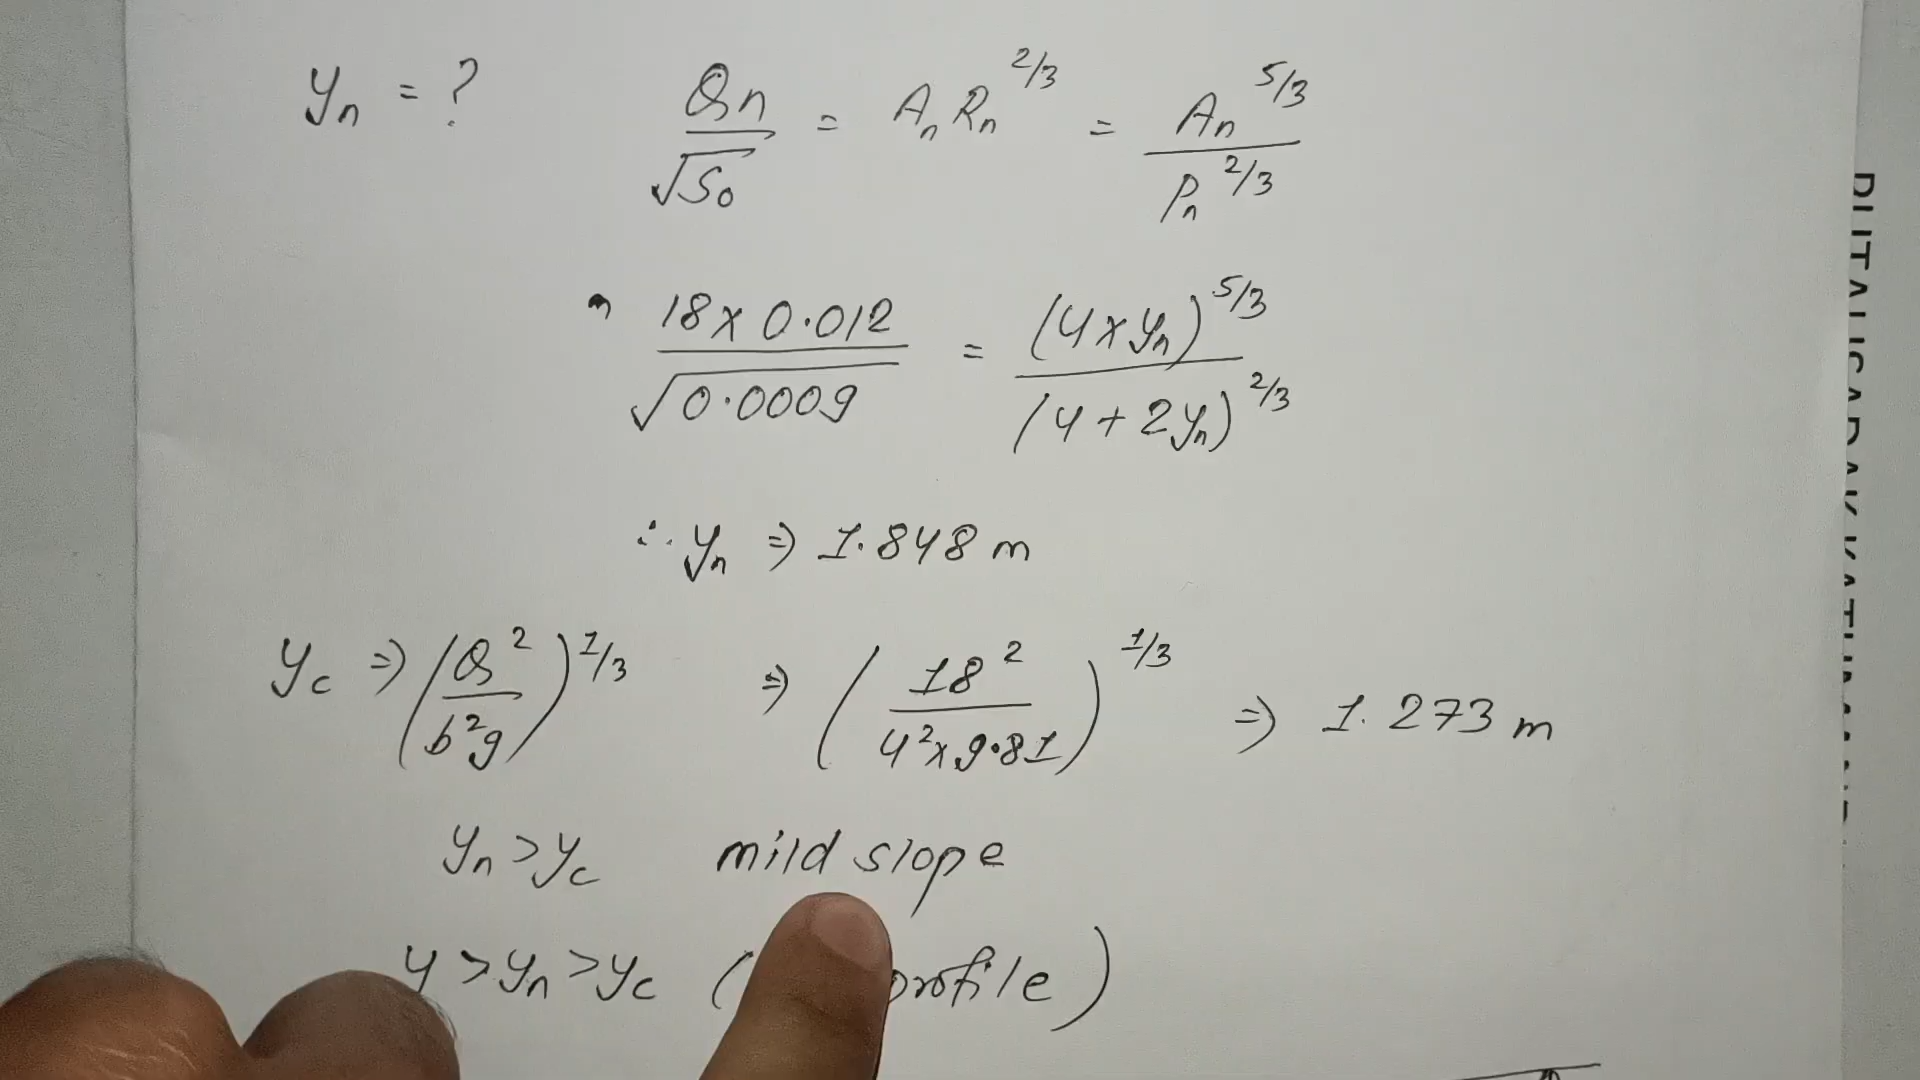 yn = ? Qn/√S0 = An Rn^2/3 = An^5/3 / Pn^2/3
18 x 0.012 / √0.0009 = (4 x yn)^5/3 / (4 + 2yn)^2/3
∴ yn ⇒ 1.848 m
yc ⇒ (Q^2 / b^2g)^1/3 ⇒ (18^2 / 4^2 x 9.81)^1/3 ⇒ 1.273 m
yn > yc mild slope
y > yn > yc ( profile)